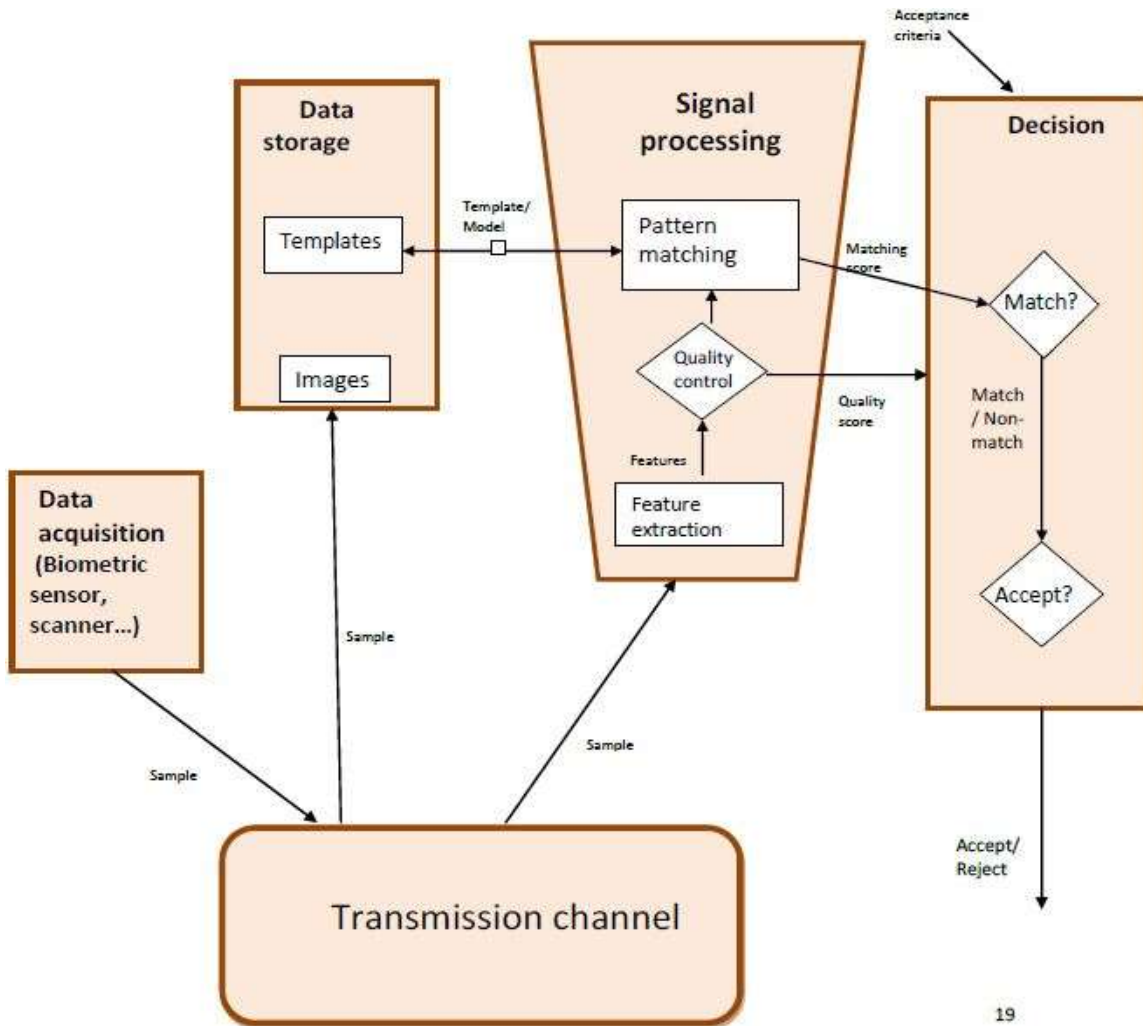 Acceptance
criteria
Data
storage
Templates
Images
Template/
Model
Signal
processing
Pattern
matching
Quality
control
Features
Feature
extraction
Matching
score
Quality
score
Decision
Match?
Match
/ Non-
match
Accept?
Data
acquisition
(Biometric
sensor,
scanner...)
Sample
Sample
Sample
Accept/
Reject
Transmission channel
19